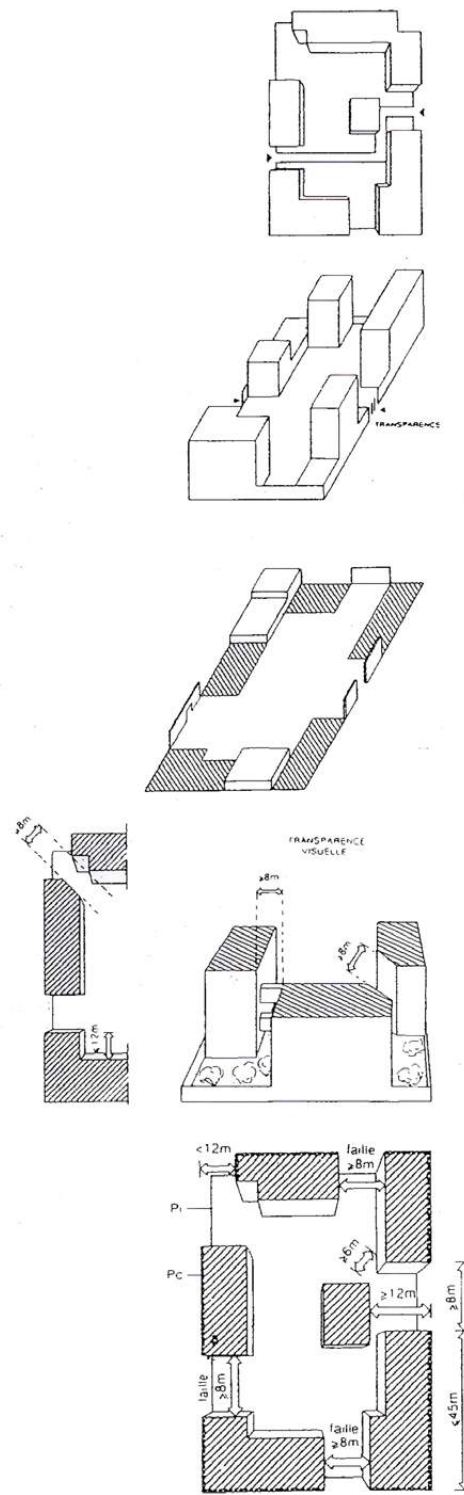 TRANSPARENCE
TRANSPARENCE
VISUELLE
≥8m
≥8m
≥8m
<12m
<12m
faille
≥8m
Pı
Pc
≥6m
≥12m
≥8m
faille
≥8m
faille
≥8m
≤45m